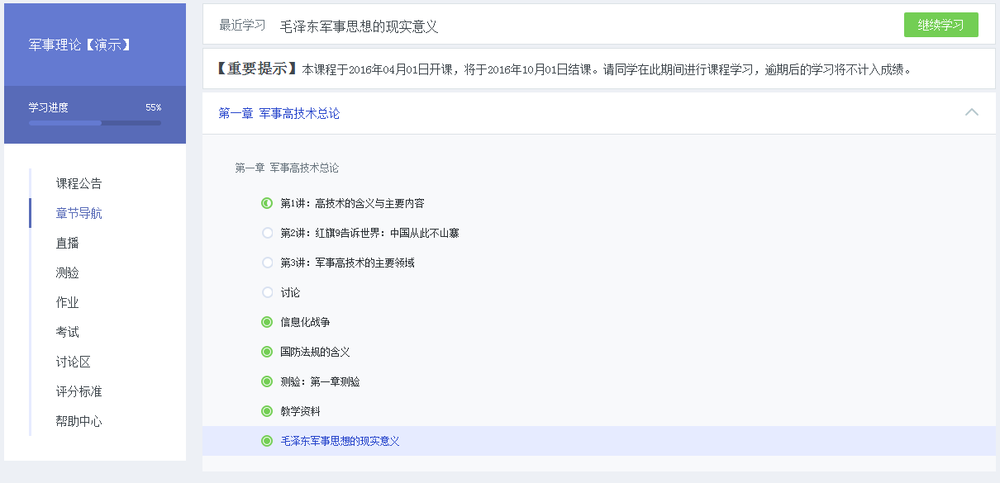 军事理论【演示】
学习进度 55%
课程公告
章节导航
直播
测验
作业
考试
讨论区
评分标准
帮助中心
最近学习 毛泽东军事思想的现实意义 继续学习
【重要提示】本课程于2016年04月01日开课，将于2016年10月01日结课。请同学在此期间进行课程学习，逾期后的学习将不计入成绩。
第一章 军事高技术总论
第一章 军事高技术总论
第1讲：高技术的含义与主要内容
第2讲：红旗9告诉世界：中国从此不山寨
第3讲：军事高技术的主要领域
讨论
信息化战争
国防法规的含义
测验：第一章测验
教学资料
毛泽东军事思想的现实意义